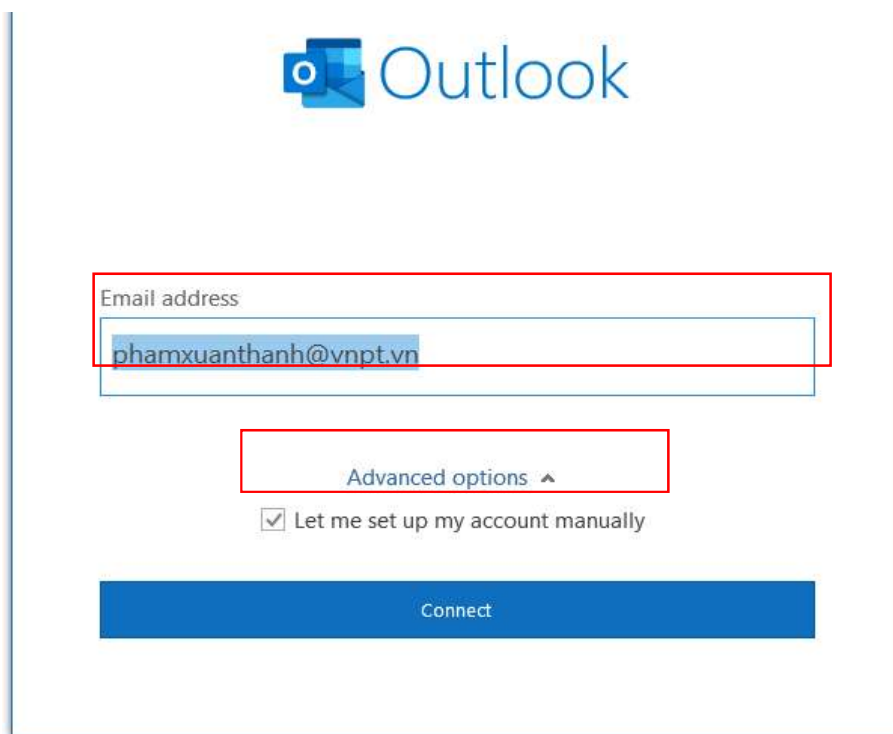 Outlook
Email address
phamxuanthanh@vnpt.vn
Advanced options
Let me set up my account manually
Connect